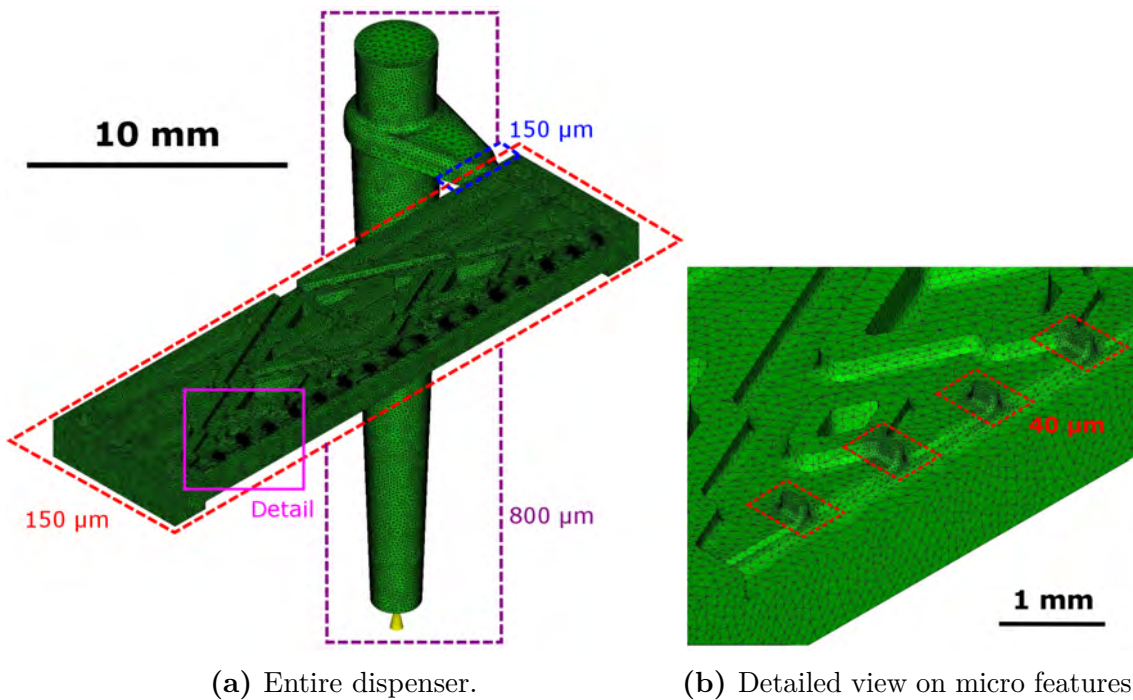 10 mm
150 µm
150 µm
Detail
800 µm
40 µm
1 mm
(a) Entire dispenser.
(b) Detailed view on micro features